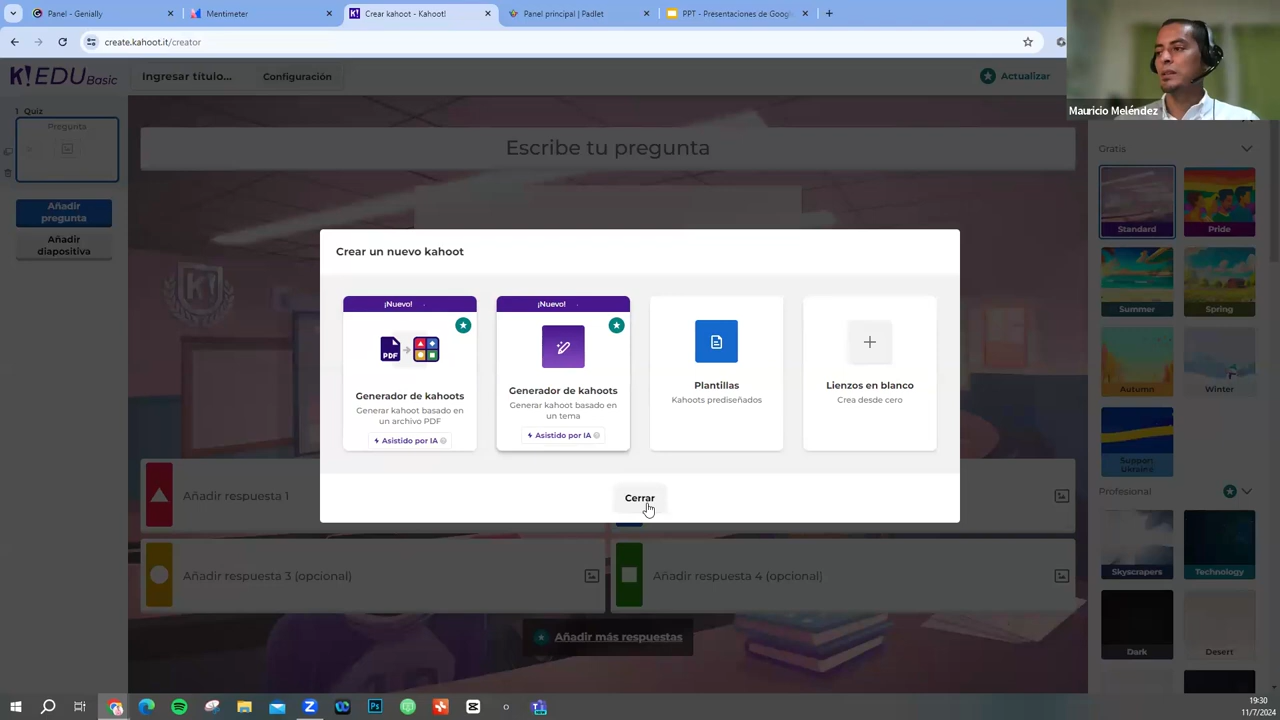 Panel - Genially
Mentimeter
Crear kahoot - Kahoot!
Panel principal | Padlet
PPT - Presentaciones de Google
create.kahoot.it/creator
K!EDU Basic
Ingresar título...
Configuración
Actualizar
Mauricio Meléndez
1 Quiz
Pregunta
Añadir
pregunta
Añadir
diapositiva
Escribe tu pregunta
Crear un nuevo kahoot
¡Nuevo!
PDF
Generador de kahoots
Generar kahoot basado en
un archivo PDF
Asistido por IA
¡Nuevo!
Generador de kahoots
Generar kahoot basado en
un tema
Asistido por IA
Plantillas
Kahoots prediseñados
Lienzos en blanco
Crea desde cero
Cerrar
Añadir respuesta 1
Añadir respuesta 3 (opcional)
Añadir respuesta 4 (opcional)
Añadir más respuestas
Gratis
Standard
Pride
Summer
Spring
Autumn
Winter
Support
Ukraine
Profesional
Skyscrapers
Technology
Dark
Desert
19:30
11/7/2024